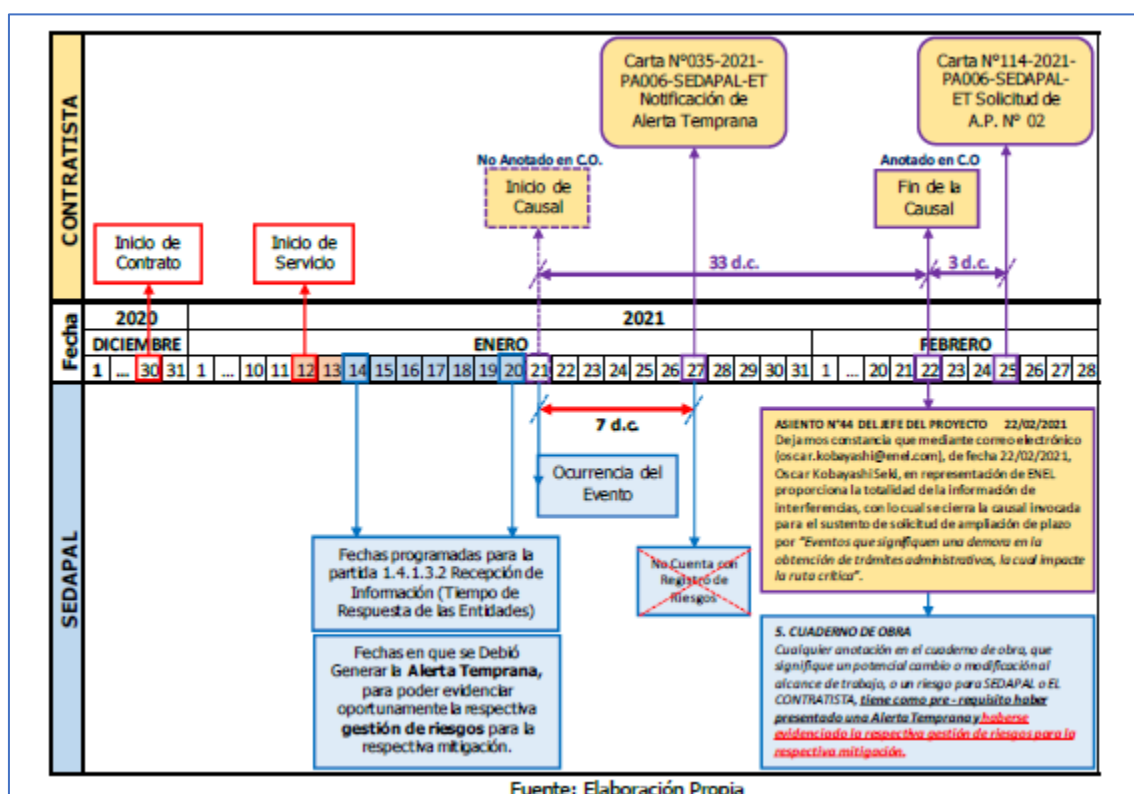 CONTRATISTA
Carta N°035-2021-
PA006-SEDAPAL-ET
Notificación de
Alerta Temprana
Carta N°114-2021-
PA006-SEDAPAL-
ET Solicitud de
A.P. N° 02
No Anotado en C.O.
Inicio de
Causal
Anotado en C.O
Fin de la
Causal
Inicio de
Contrato
Inicio de
Servicio
33 d.c.
3 d.c.
Fecha
2020 2021
DICIEMBRE ENERO FEBRERO
1 ... 30 31 1 ... 10 11 12 13 14 15 16 17 18 19 20 21 22 23 24 25 26 27 28 29 30 31 1 ... 20 21 22 23 24 25 26 27 28
SEDAPAL
7 d.c.
Ocurrencia del
Evento
Fechas programadas para la
partida 1.4.1.3.2 Recepción de
Información (Tiempo de
Respuesta de las Entidades)
Fechas en que se Debió
Generar la Alerta Temprana,
para poder evidenciar
oportunamente la respectiva
gestión de riesgos para la
respectiva mitigación.
No Cuenta con
Registro de
Riesgos
ASIENTO N°44 DEL JEFE DEL PROYECTO 22/02/2021
Dejamos constancia que mediante correo electrónico
(oscar.kobayashi@enel.com), de fecha 22/02/2021,
Oscar Kobayashi Seki, en representación de ENEL
proporciona la totalidad de la información de
interferencias, con lo cual se cierra la causal invocada
para el sustento de solicitud de ampliación de plazo
por "Eventos que signifiquen una demora en la
obtención de trámites administrativos, la cual impacte
la ruta crítica".
5. CUADERNO DE OBRA
Cualquier anotación en el cuaderno de obra, que
signifique un potencial cambio o modificación al
alcance de trabajo, o un riesgo para SEDAPAL o EL
CONTRATISTA, tiene como pre - requisito haber
presentado una Alerta Temprana y haberse
evidenciado la respectiva gestión de riesgos para la
respectiva mitigación.
Fuente: Elaboración Propia